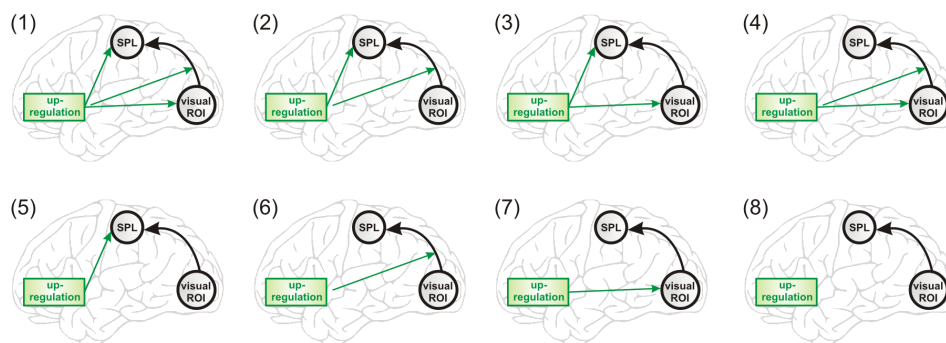 (1)
SPL
up-
regulation
visual
ROI
(2)
SPL
up-
regulation
visual
ROI
(3)
SPL
up-
regulation
visual
ROI
(4)
SPL
up-
regulation
visual
ROI
(5)
SPL
up-
regulation
visual
ROI
(6)
SPL
up-
regulation
visual
ROI
(7)
SPL
up-
regulation
visual
ROI
(8)
SPL
up-
regulation
visual
ROI